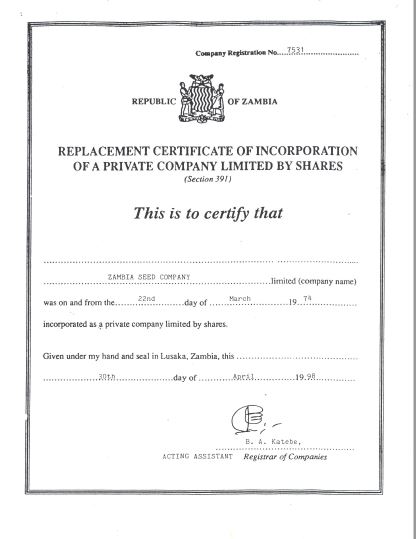 Company Registration No. 7531
REPUBLIC OF ZAMBIA
REPLACEMENT CERTIFICATE OF INCORPORATION
OF A PRIVATE COMPANY LIMITED BY SHARES
(Section 391)
This is to certify that
ZAMBIA SEED COMPANY limited (company name)
was on and from the 22nd day of March 19 74
incorporated as a private company limited by shares.
Given under my hand and seal in Lusaka, Zambia, this
30th day of April 19 98
B. A. Katebe,
ACTING ASSISTANT Registrar of Companies